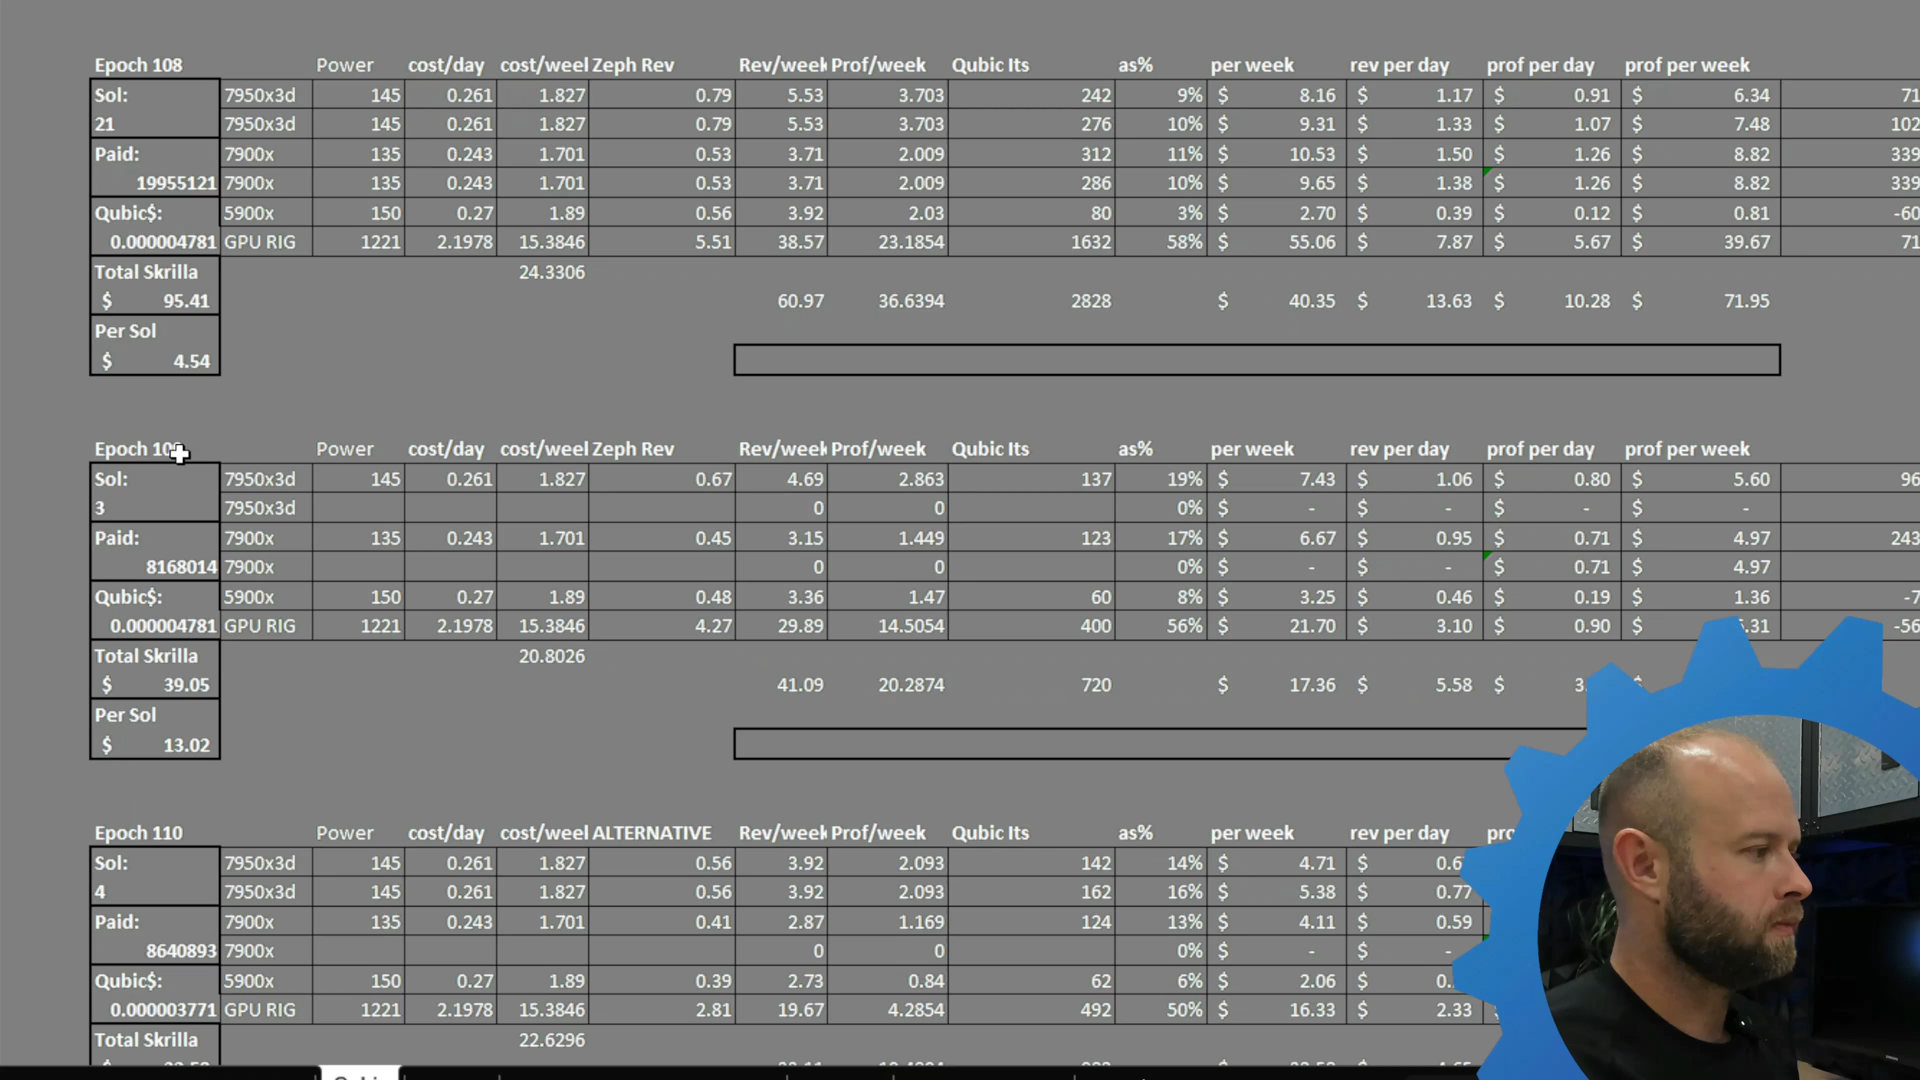 Epoch 108 Power cost/day cost/weel Zeph Rev Rev/week Prof/week Qubic Its as% per week rev per day prof per day prof per week
Sol: 7950x3d 145 0.261 1.827 0.79 5.53 3.703 242 9% $ 8.16 $ 1.17 $ 0.91 $ 6.34 71
21 7950x3d 145 0.261 1.827 0.79 5.53 3.703 276 10% $ 9.31 $ 1.33 $ 1.07 $ 7.48 102
Paid: 7900x 135 0.243 1.701 0.53 3.71 2.009 312 11% $ 10.53 $ 1.50 $ 1.26 $ 8.82 339
19955121 7900x 135 0.243 1.701 0.53 3.71 2.009 286 10% $ 9.65 $ 1.38 $ 1.26 $ 8.82 339
Qubic$: 5900x 150 0.27 1.89 0.56 3.92 2.03 80 3% $ 2.70 $ 0.39 $ 0.12 $ 0.81 -60
0.000004781 GPU RIG 1221 2.1978 15.3846 5.51 38.57 23.1854 1632 58% $ 55.06 $ 7.87 $ 5.67 $ 39.67 71
Total Skrilla 24.3306
$ 95.41 60.97 36.6394 2828 $ 40.35 $ 13.63 $ 10.28 $ 71.95
Per Sol
$ 4.54
Epoch Power cost/day cost/weel Zeph Rev Rev/week Prof/week Qubic Its as% per week rev per day prof per day prof per week
Sol: 7950x3d 145 0.261 1.827 0.67 4.69 2.863 137 19% $ 7.43 $ 1.06 $ 0.80 $ 5.60 96
3 7950x3d 0 0 0% $ - $ - $ - $ -
Paid: 7900x 135 0.243 1.701 0.45 3.15 1.449 123 17% $ 6.67 $ 0.95 $ 0.71 $ 4.97 243
8168014 7900x 0 0 0% $ - $ - $ 0.71 $ 4.97
Qubic$: 5900x 150 0.27 1.89 0.48 3.36 1.47 60 8% $ 3.25 $ 0.46 $ 0.19 $ 1.36 -7
0.000004781 GPU RIG 1221 2.1978 15.3846 4.27 29.89 14.5054 400 56% $ 21.70 $ 3.10 $ 0.90 $ .31 -56
Total Skrilla 20.8026
$ 39.05 41.09 20.2874 720 $ 17.36 $ 5.58 $ 3.
Per Sol
$ 13.02
Epoch 110 Power cost/day cost/weel ALTERNATIVE Rev/week Prof/week Qubic Its as% per week rev per day
Sol: 7950x3d 145 0.261 1.827 0.56 3.92 2.093 142 14% $ 4.71 $ 0.6
4 7950x3d 145 0.261 1.827 0.56 3.92 2.093 162 16% $ 5.38 $ 0.77
Paid: 7900x 135 0.243 1.701 0.41 2.87 1.169 124 13% $ 4.11 $ 0.59
8640893 7900x 0 0 0% $ - $ -
Qubic$: 5900x 150 0.27 1.89 0.39 2.73 0.84 62 6% $ 2.06 $ 0.
0.000003771 GPU RIG 1221 2.1978 15.3846 2.81 19.67 4.2854 492 50% $ 16.33 $ 2.33
Total Skrilla 22.6296